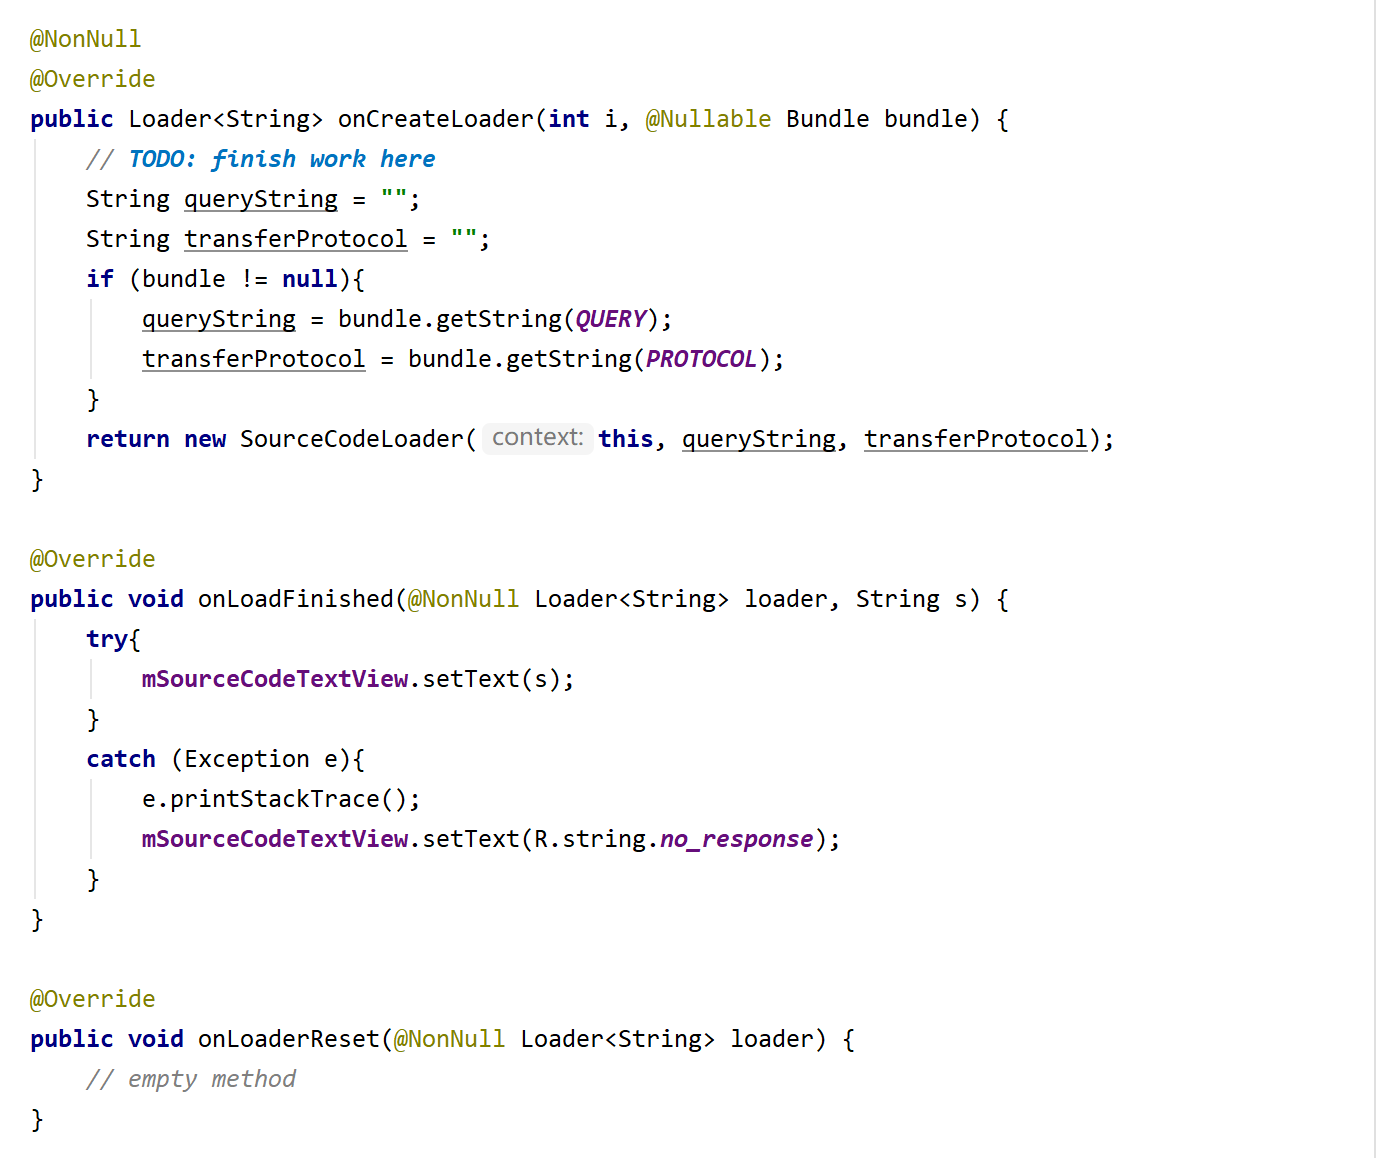 @NonNull
@Override
public Loader<String> onCreateLoader(int i, @Nullable Bundle bundle) {
    // TODO: finish work here
    String queryString = "";
    String transferProtocol = "";
    if (bundle != null){
        queryString = bundle.getString(QUERY);
        transferProtocol = bundle.getString(PROTOCOL);
    }
    return new SourceCodeLoader( context: this, queryString, transferProtocol);
}

@Override
public void onLoadFinished(@NonNull Loader<String> loader, String s) {
    try{
        mSourceCodeTextView.setText(s);
    }
    catch (Exception e){
        e.printStackTrace();
        mSourceCodeTextView.setText(R.string.no_response);
    }
}

@Override
public void onLoaderReset(@NonNull Loader<String> loader) {
    // empty method
}